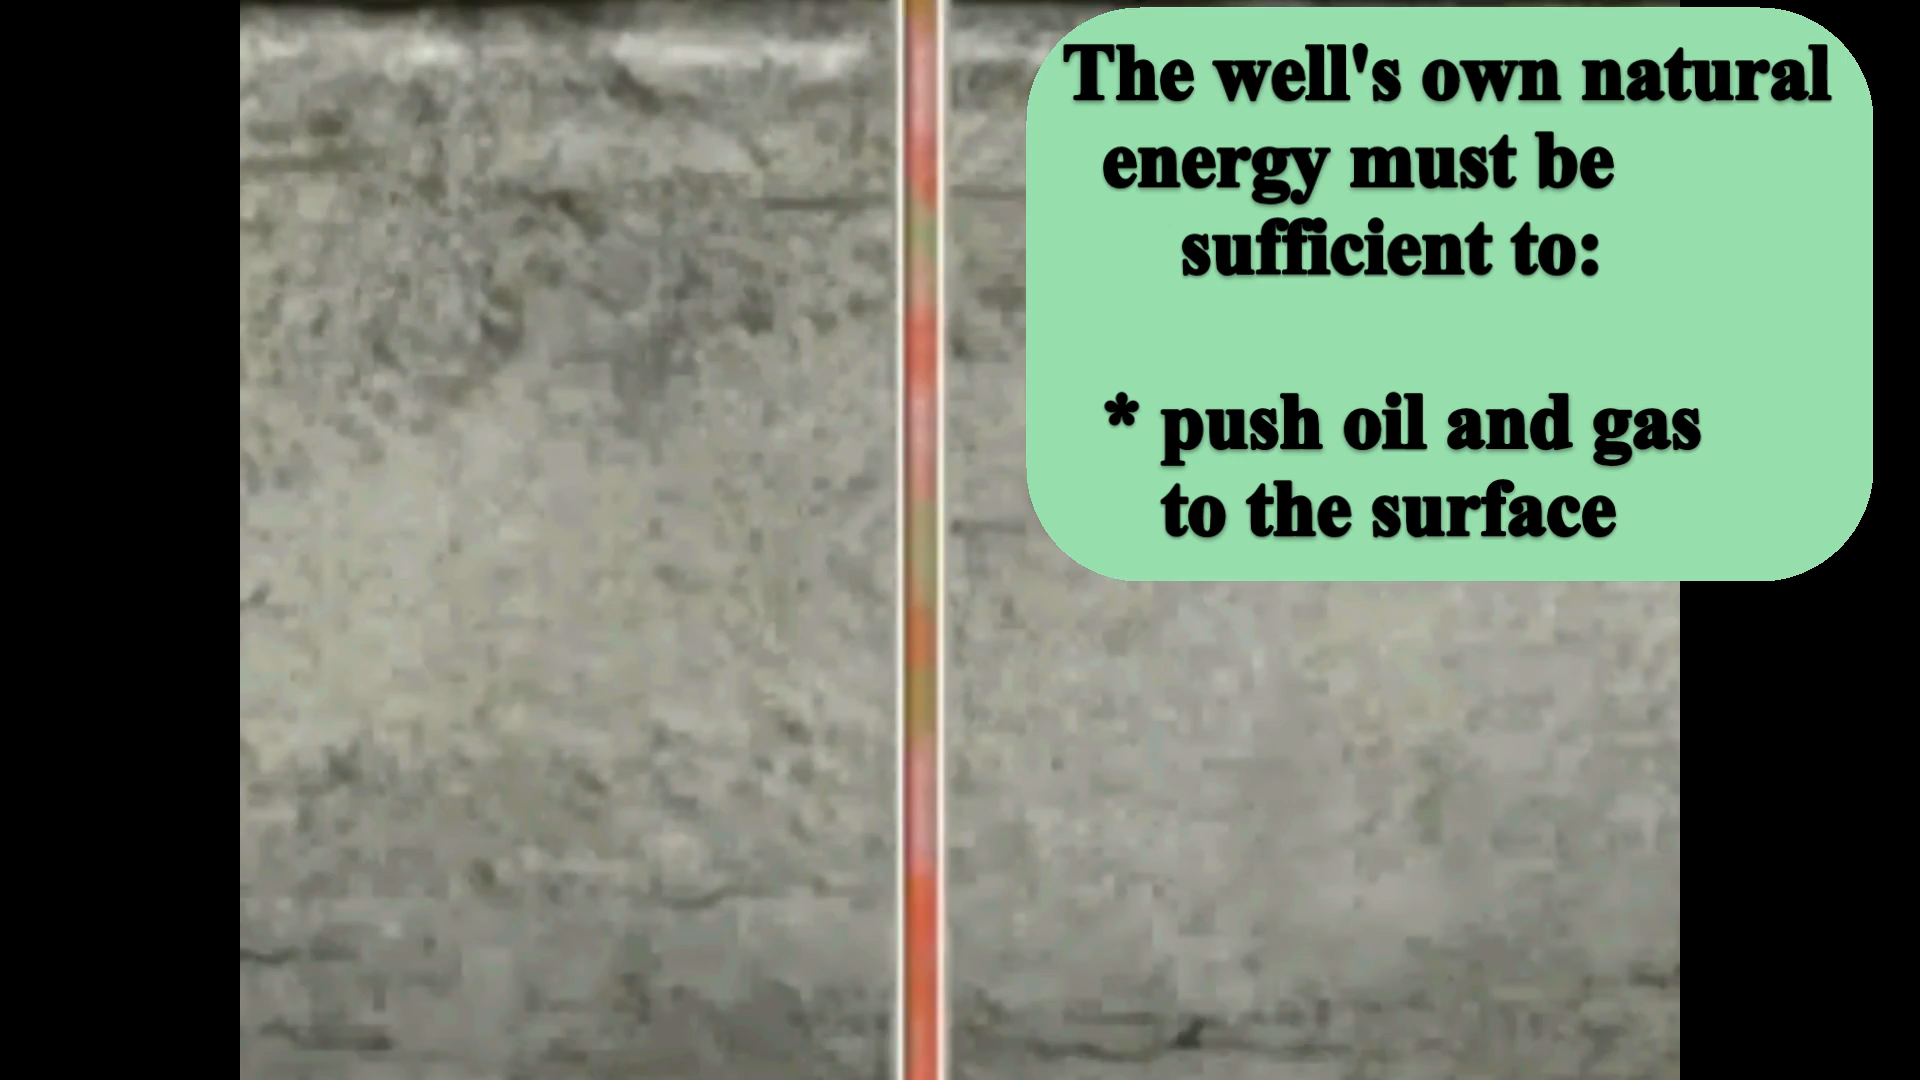 The well's own natural
energy must be
sufficient to:
* push oil and gas
to the surface